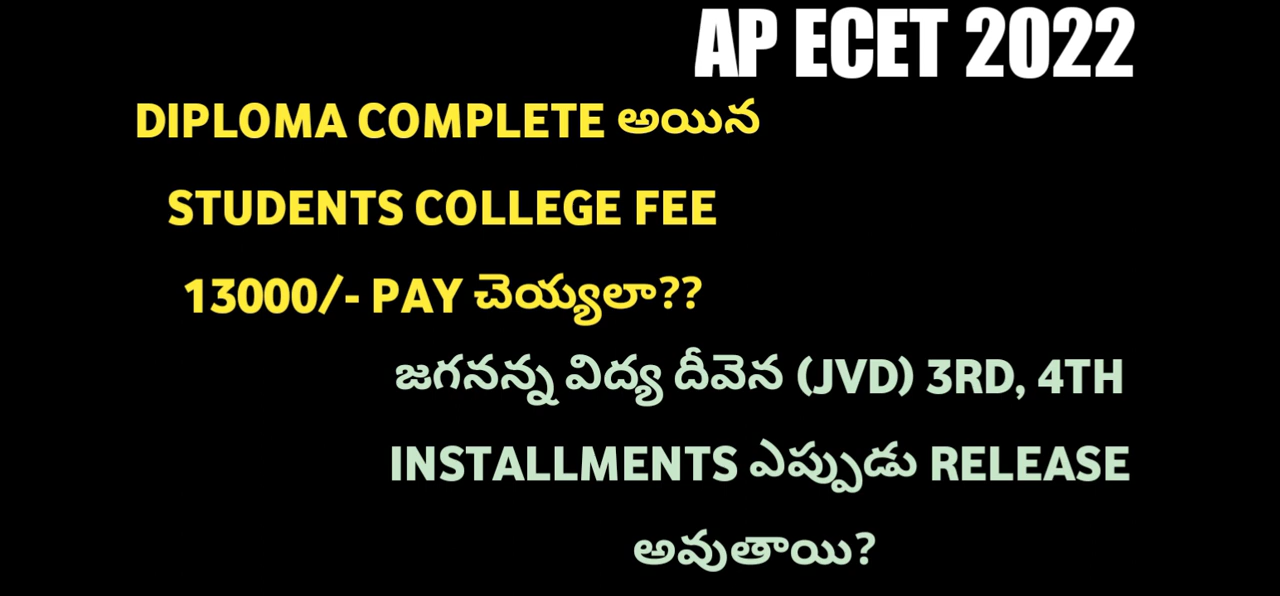 AP ECET 2022
DIPLOMA COMPLETE అయిన
STUDENTS COLLEGE FEE
13000/- PAY చెయ్యలా??
జగనన్న విద్య దీవెన (JVD) 3RD, 4TH
INSTALLMENTS ఎప్పుడు RELEASE
అవుతాయి?